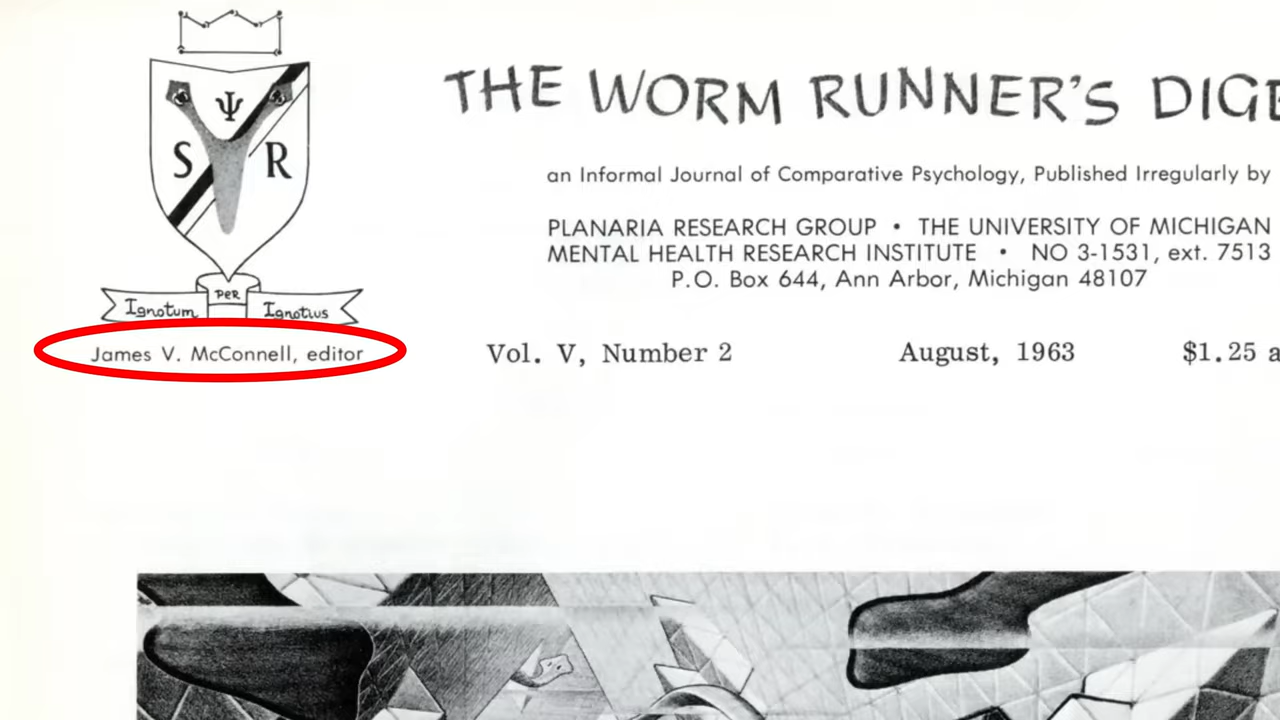 Ψ
S R
Ignotum PER Ignotius
James V. McConnell, editor
THE WORM RUNNER'S
an Informal Journal of Comparative Psychology, Published Irregularly by
PLANARIA RESEARCH GROUP • THE UNIVERSITY OF MICHIGAN
MENTAL HEALTH RESEARCH INSTITUTE • NO 3-1531, ext. 7513
P.O. Box 644, Ann Arbor, Michigan 48107
Vol. V, Number 2 August, 1963 $1.25